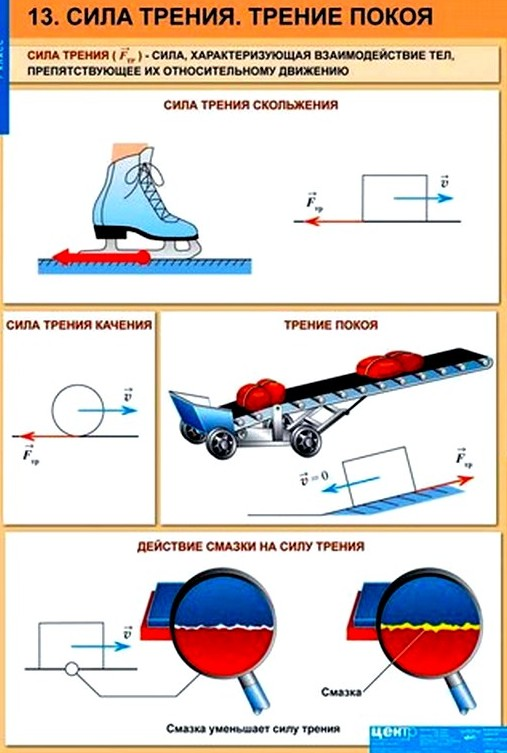 13. СИЛА ТРЕНИЯ. ТРЕНИЕ ПОКОЯ
СИЛА ТРЕНИЯ ( F тр ) - СИЛА, ХАРАКТЕРИЗУЮЩАЯ ВЗАИМОДЕЙСТВИЕ ТЕЛ,
ПРЕПЯТСТВУЮЩЕЕ ИХ ОТНОСИТЕЛЬНОМУ ДВИЖЕНИЮ
СИЛА ТРЕНИЯ СКОЛЬЖЕНИЯ
F тр
v
СИЛА ТРЕНИЯ КАЧЕНИЯ
v
F тр
ТРЕНИЕ ПОКОЯ
v = 0
F тр
ДЕЙСТВИЕ СМАЗКИ НА СИЛУ ТРЕНИЯ
v
Смазка
Смазка уменьшает силу трения
центр